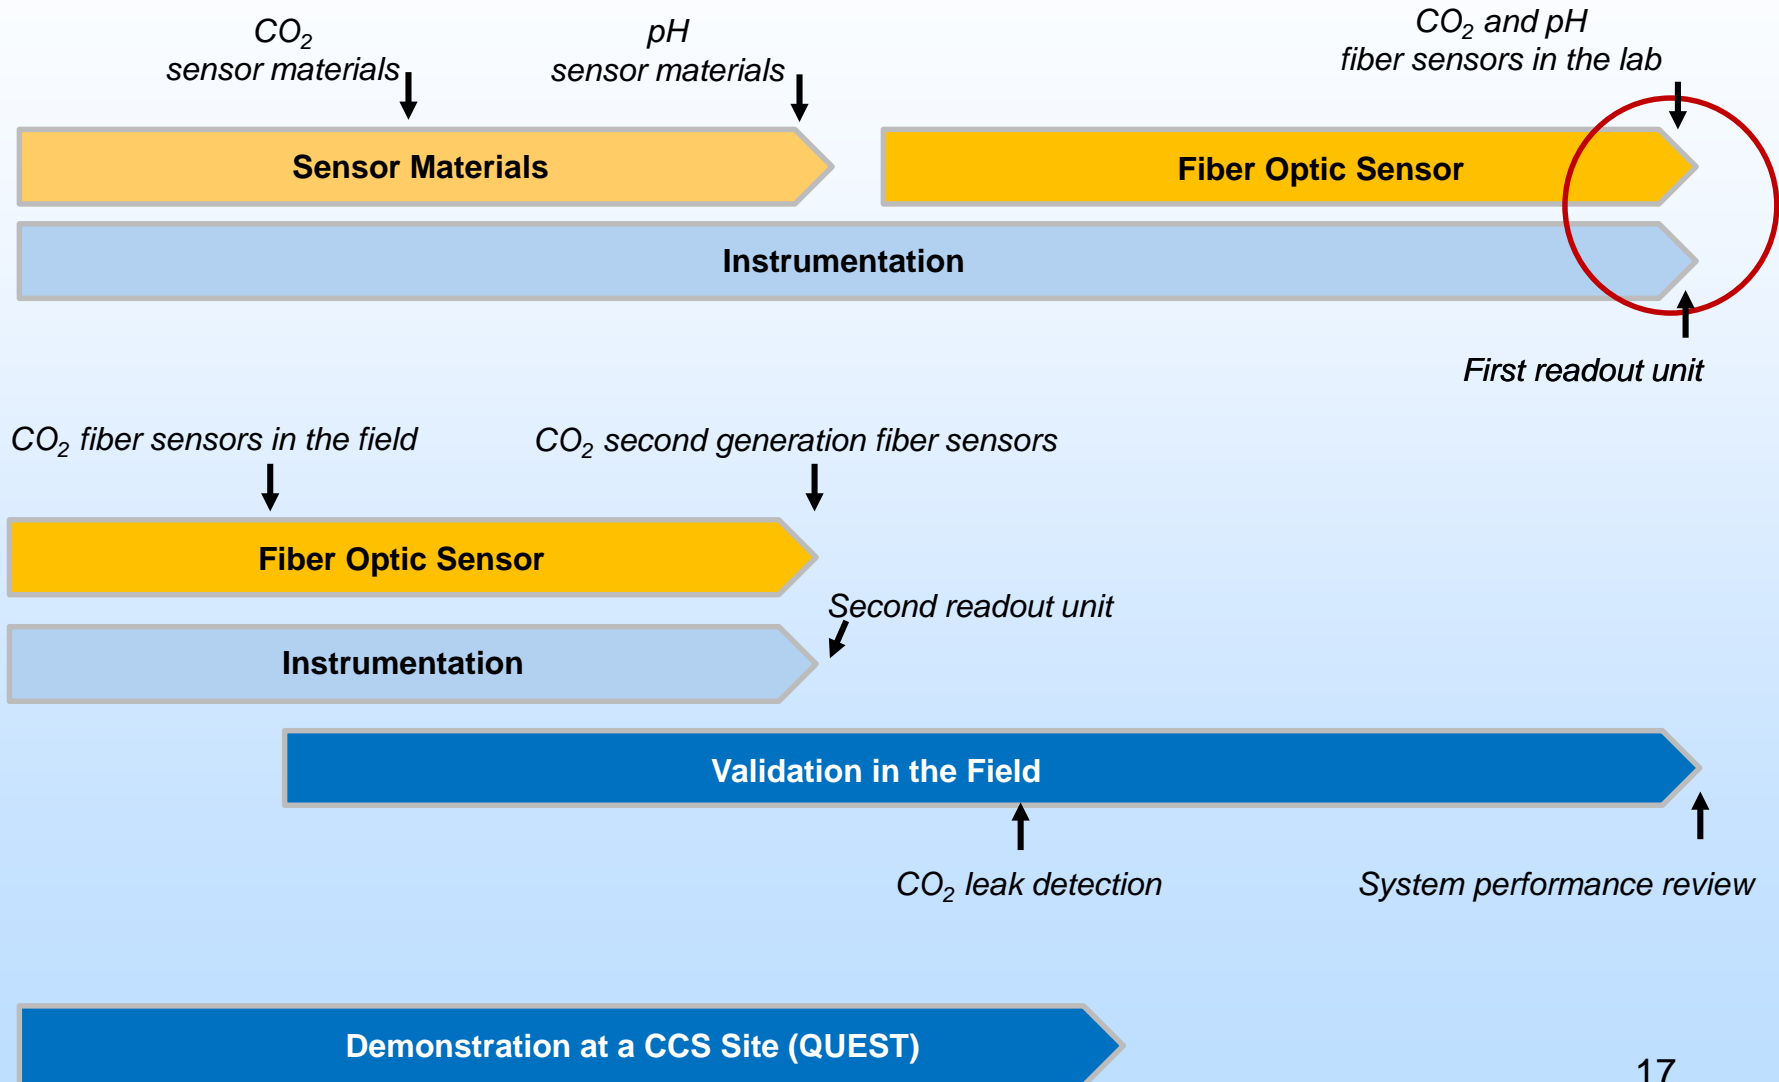 CO₂
sensor materials
pH
sensor materials
CO₂ and pH
fiber sensors in the lab
Sensor Materials
Fiber Optic Sensor
Instrumentation
First readout unit
CO₂ fiber sensors in the field
CO₂ second generation fiber sensors
Fiber Optic Sensor
Second readout unit
Instrumentation
Validation in the Field
CO₂ leak detection
System performance review
Demonstration at a CCS Site (QUEST)
17